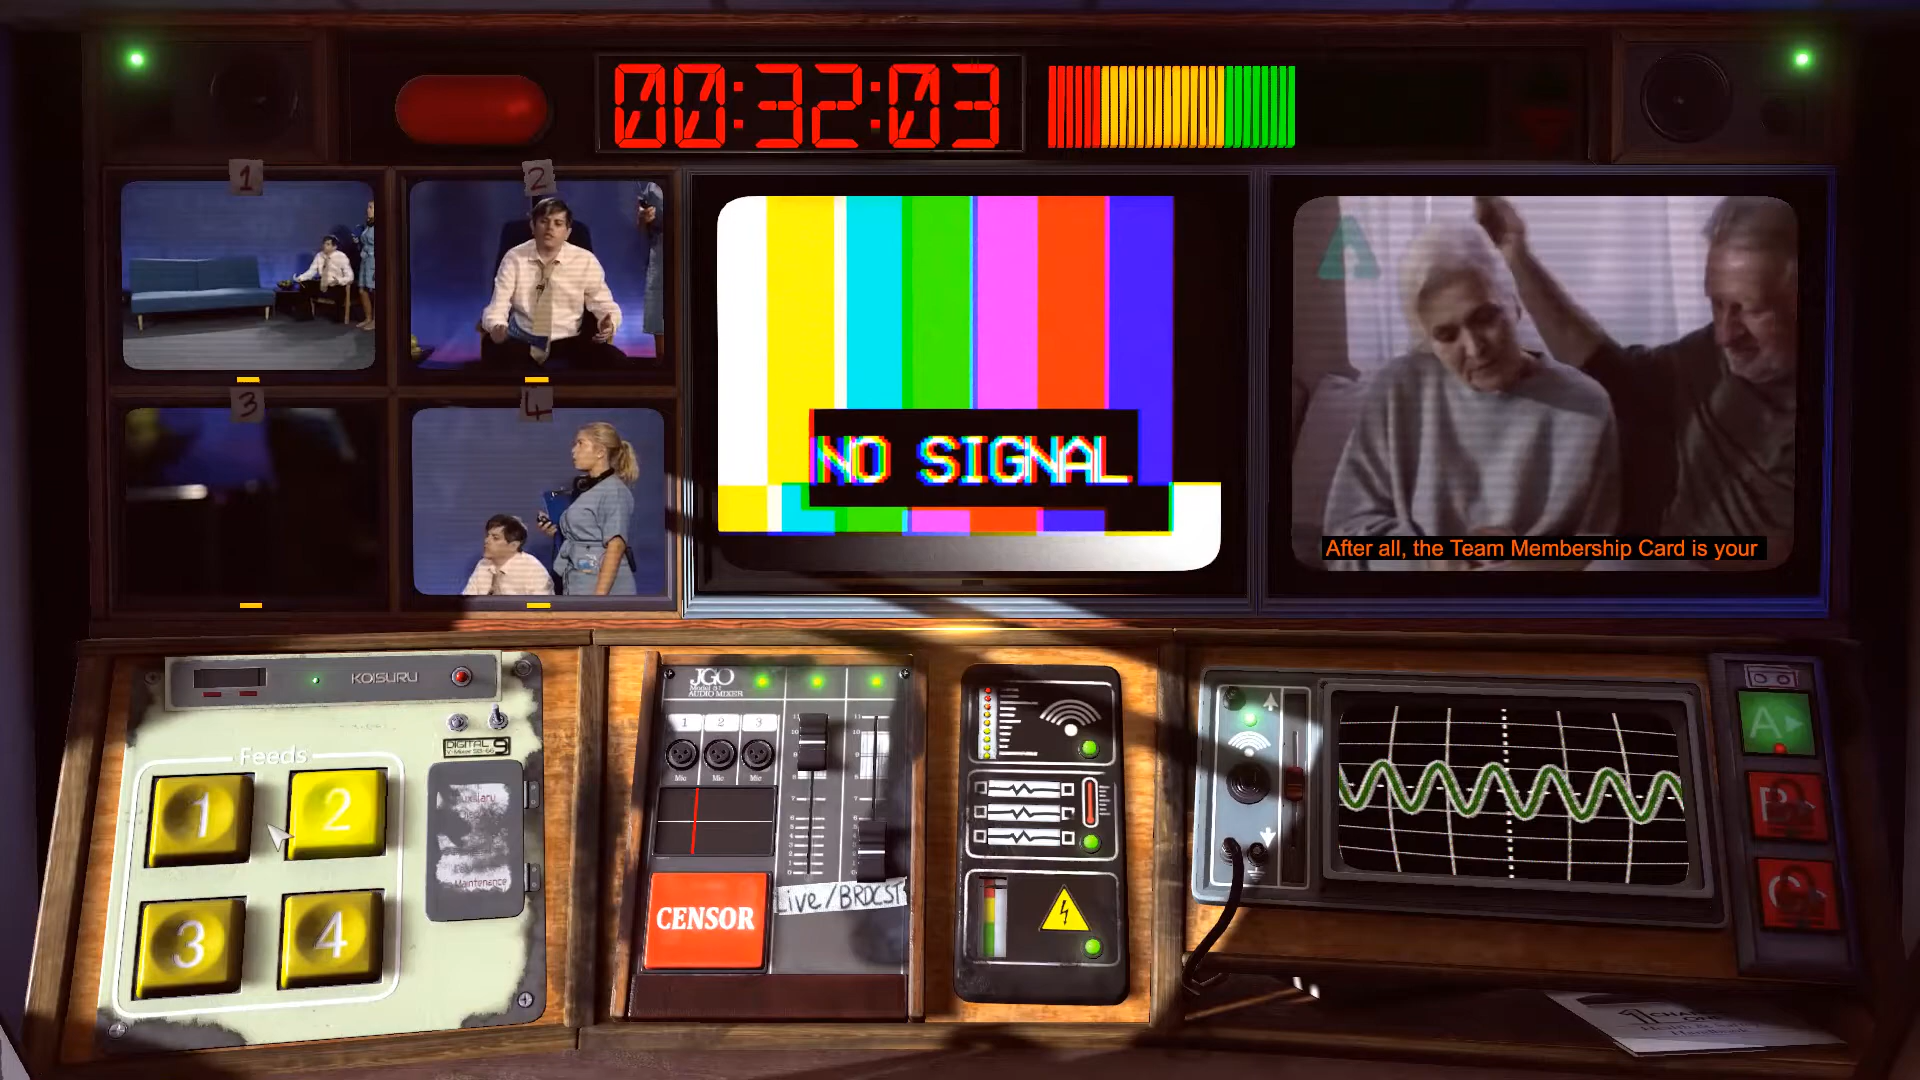 00:32:03
1
2
3
4
NO SIGNAL
After all, the Team Membership Card is your
KOISURU
DIGITAL 9
Feeds
1
2
3
4
Maintenance
JGO
AUDIO MIXER
1 2 3
Mic Mic Mic
CENSOR
Live/BRDCST
A
B
C